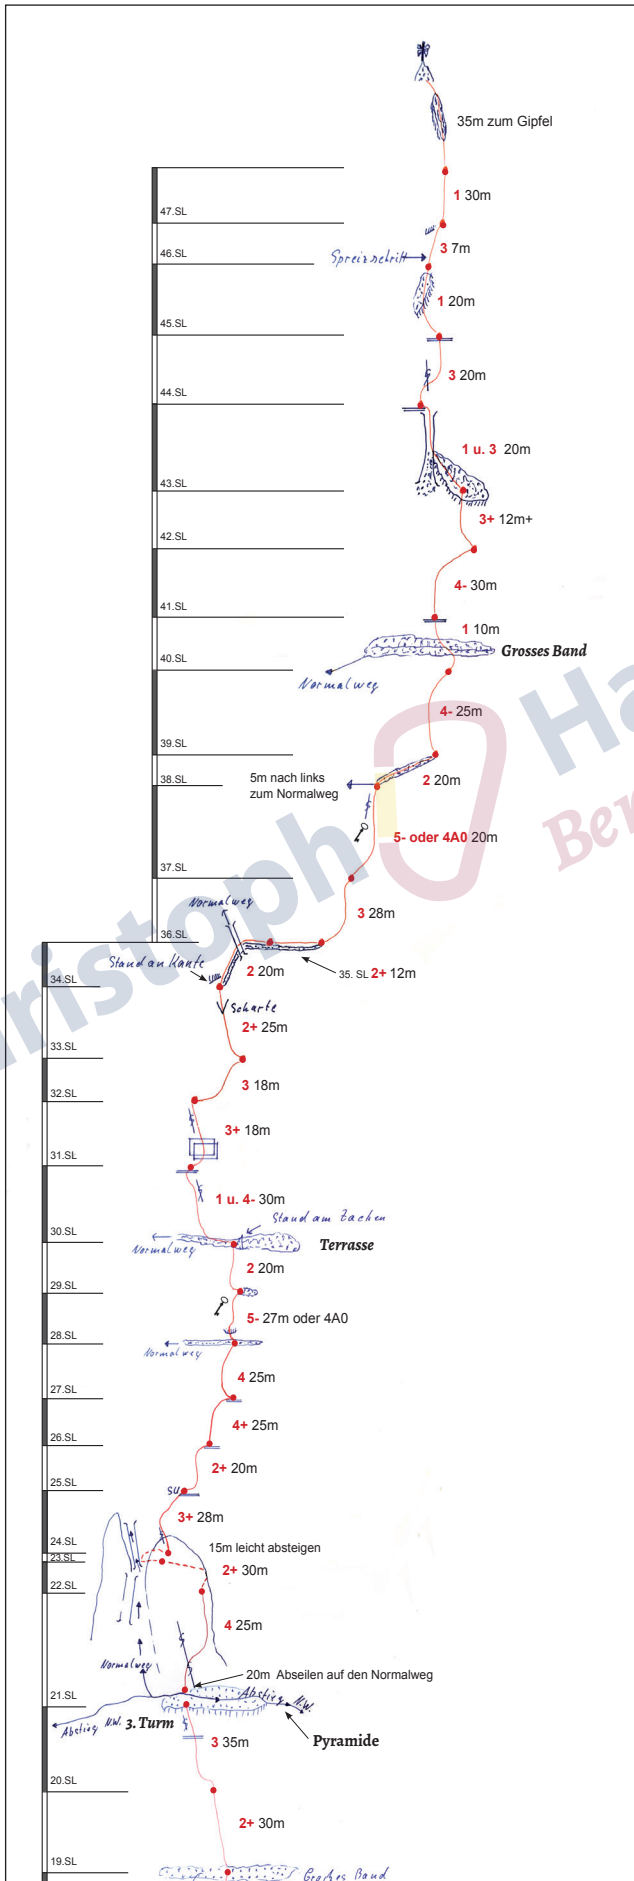 35m zum Gipfel
1 30m
47.SL
3 7m
46.SL
Spreizschritt
1 20m
45.SL
3 20m
44.SL
1 u. 3 20m
43.SL
3+ 12m+
42.SL
4- 30m
41.SL
1 10m
Grosses Band
40.SL
Normalweg
4- 25m
39.SL
5m nach links
zum Normalweg
2 20m
38.SL
5- oder 4A0 20m
37.SL
3 28m
Normalweg
36.SL
Stand an Kante
2 20m
35. SL 2+ 12m
34.SL
Scharte
2+ 25m
33.SL
3 18m
32.SL
3+ 18m
31.SL
1 u. 4- 30m
Stand am Zacken
30.SL
Normalweg
Terrasse
2 20m
29.SL
5- 27m oder 4A0
28.SL
Normalweg
4 25m
27.SL
4+ 25m
26.SL
2+ 20m
25.SL
SU
3+ 28m
24.SL
15m leicht absteigen
23.SL
2+ 30m
22.SL
4 25m
Normalweg
20m Abseilen auf den Normalweg
21.SL
Abstieg N.W.
Abstieg N.W.
3. Turm
Pyramide
3 35m
20.SL
2+ 30m
19.SL
Großes Band
ristoph
Ha
Ber